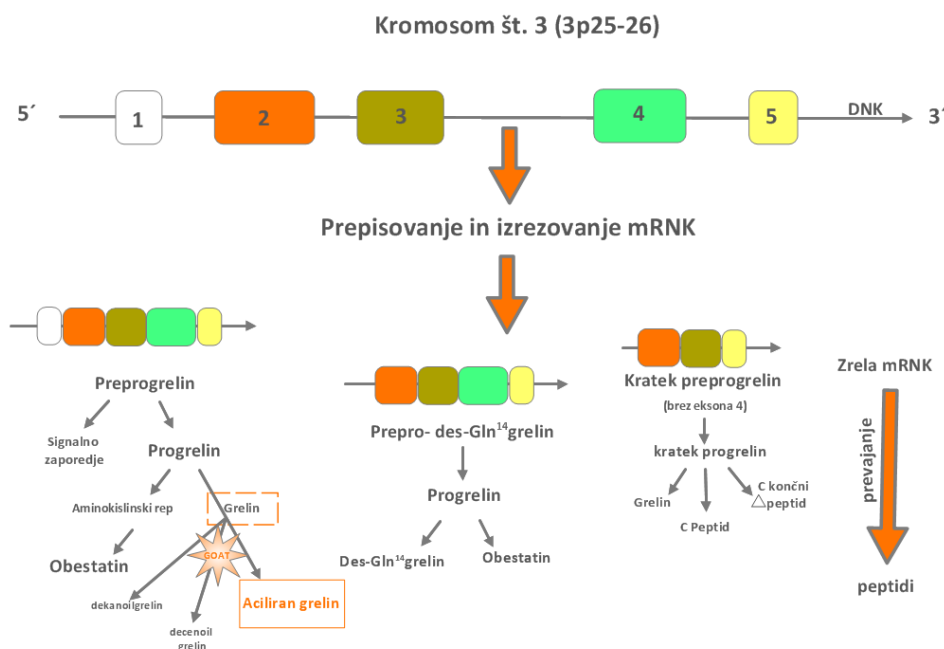 Kromosom št. 3 (3p25-26)
5´
1
2
3
4
5
DNK
3´
Prepisovanje in izrezovanje mRNK
Preprogrelin
Signalno
zaporedje
Progrelin
Aminokislinski rep
Grelin
GOAT
Obestatin
dekanoilgrelin
decenoil
grelin
Aciliran grelin
Prepro- des-Gln¹⁴grelin
Progrelin
Des-Gln¹⁴grelin
Obestatin
Kratek preprogrelin
(brez eksona 4)
kratek progrelin
Grelin
C Peptid
C končni
△ peptid
Zrela mRNK
prevajanje
peptidi